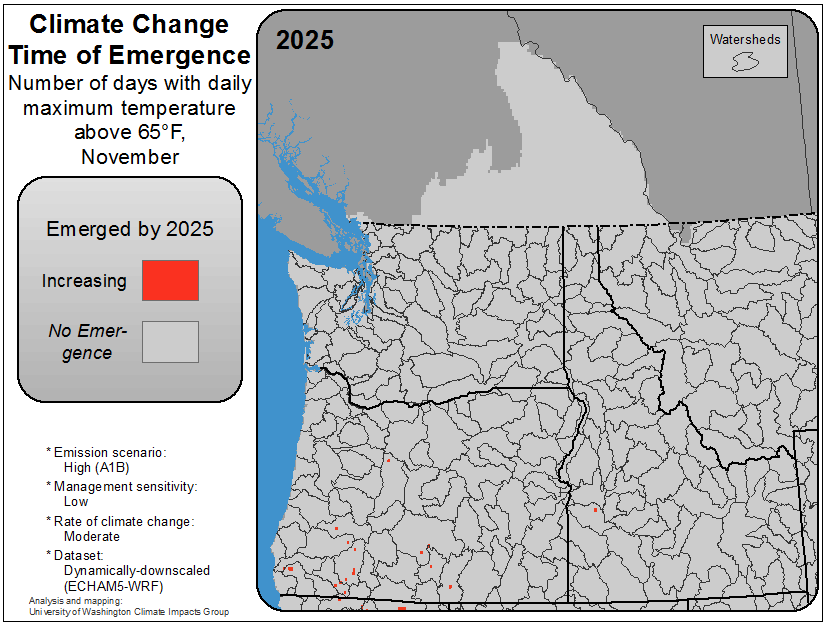 Climate Change
Time of Emergence
Number of days with daily
maximum temperature
above 65°F,
November
Emerged by 2025
Increasing
No Emer-
gence
* Emission scenario:
High (A1B)
* Management sensitivity:
Low
* Rate of climate change:
Moderate
* Dataset:
Dynamically-downscaled
(ECHAM5-WRF)
Analysis and mapping:
University of Washington Climate Impacts Group
2025
Watersheds